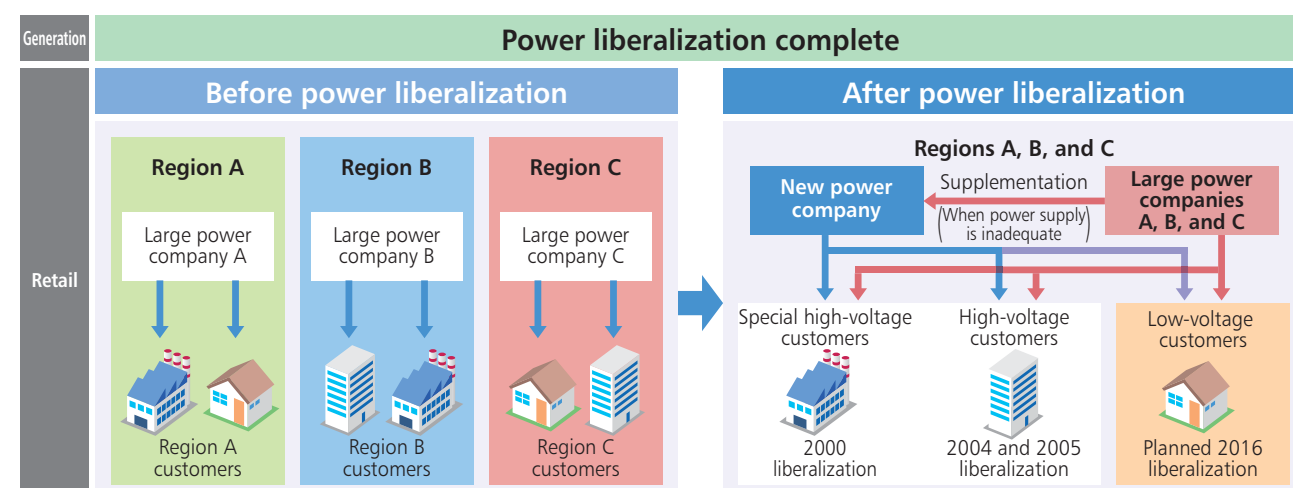 Generation
Power liberalization complete
Retail
Before power liberalization
Region A
Large power
company A
Region A
customers
Region B
Large power
company B
Region B
customers
Region C
Large power
company C
Region C
customers
After power liberalization
Regions A, B, and C
New power
company
Supplementation
(When power supply
is inadequate)
Large power
companies
A, B, and C
Special high-voltage
customers
2000
liberalization
High-voltage
customers
2004 and 2005
liberalization
Low-voltage
customers
Planned 2016
liberalization